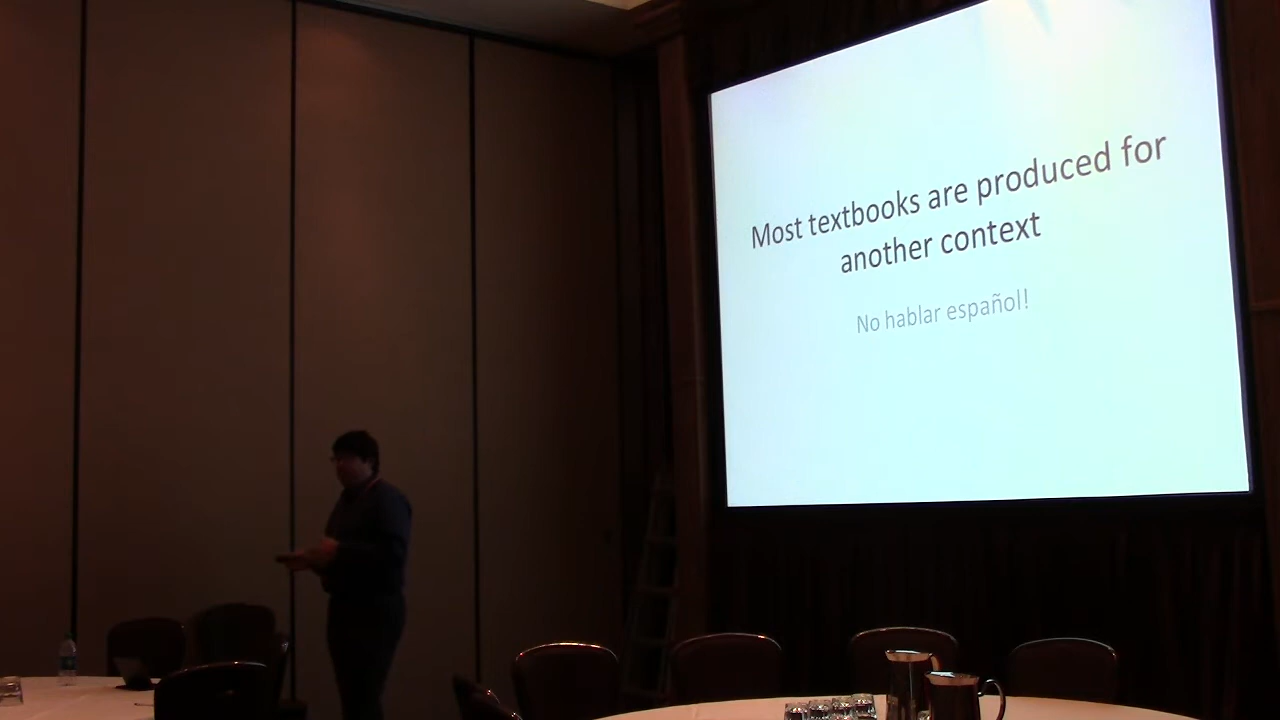 Most textbooks are produced for
another context
No hablar español!